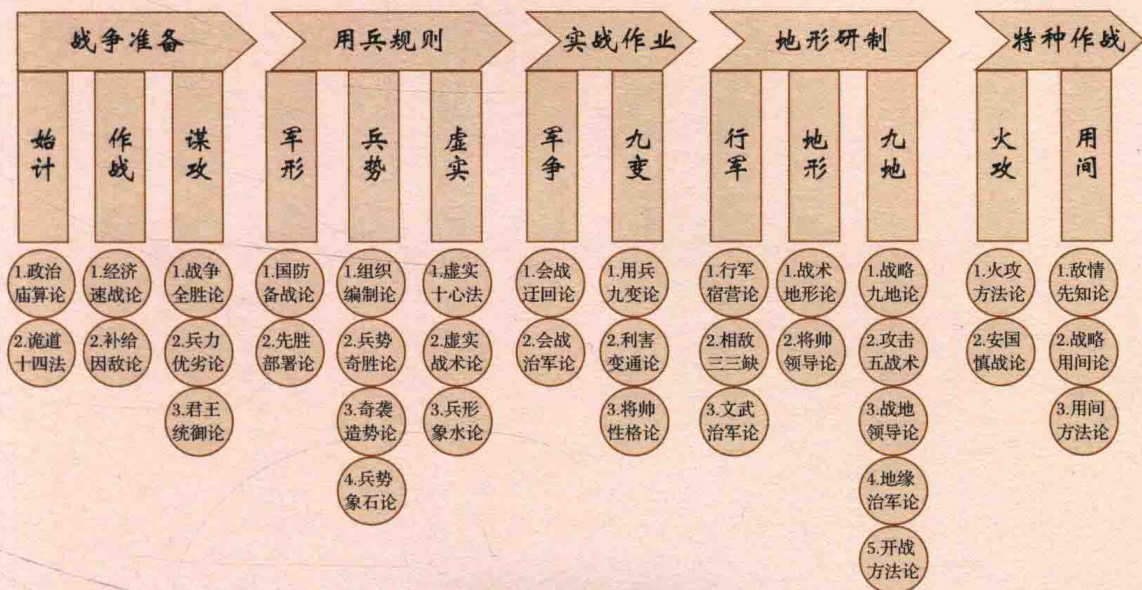 战争准备
用兵规则
实战作业
地形研制
特种作战
始计
作战
谋攻
军形
兵势
虚实
军争
九变
行军
地形
九地
火攻
用间
1.政治
庙算论
2.诡道
十四法
1.经济
速战论
2.补给
因敌论
1.战争
全胜论
2.兵力
优劣论
3.君王
统御论
1.国防
备战论
2.先胜
部署论
1.组织
编制论
2.兵势
奇胜论
3.奇袭
造势论
4.兵势
象石论
1.虚实
十心法
2.虚实
战术论
3.兵形
象水论
1.会战
迂回论
2.会战
治军论
1.用兵
九变论
2.利害
变通论
3.将帅
性格论
1.行军
宿营论
2.相敌
三三缺
3.文武
治军论
1.战术
地形论
2.将帅
领导论
1.战略
九地论
2.攻击
五战术
3.战地
领导论
4.地缘
治军论
5.开战
方法论
1.火攻
方法论
2.安国
慎战论
1.敌情
先知论
2.战略
用间论
3.用间
方法论